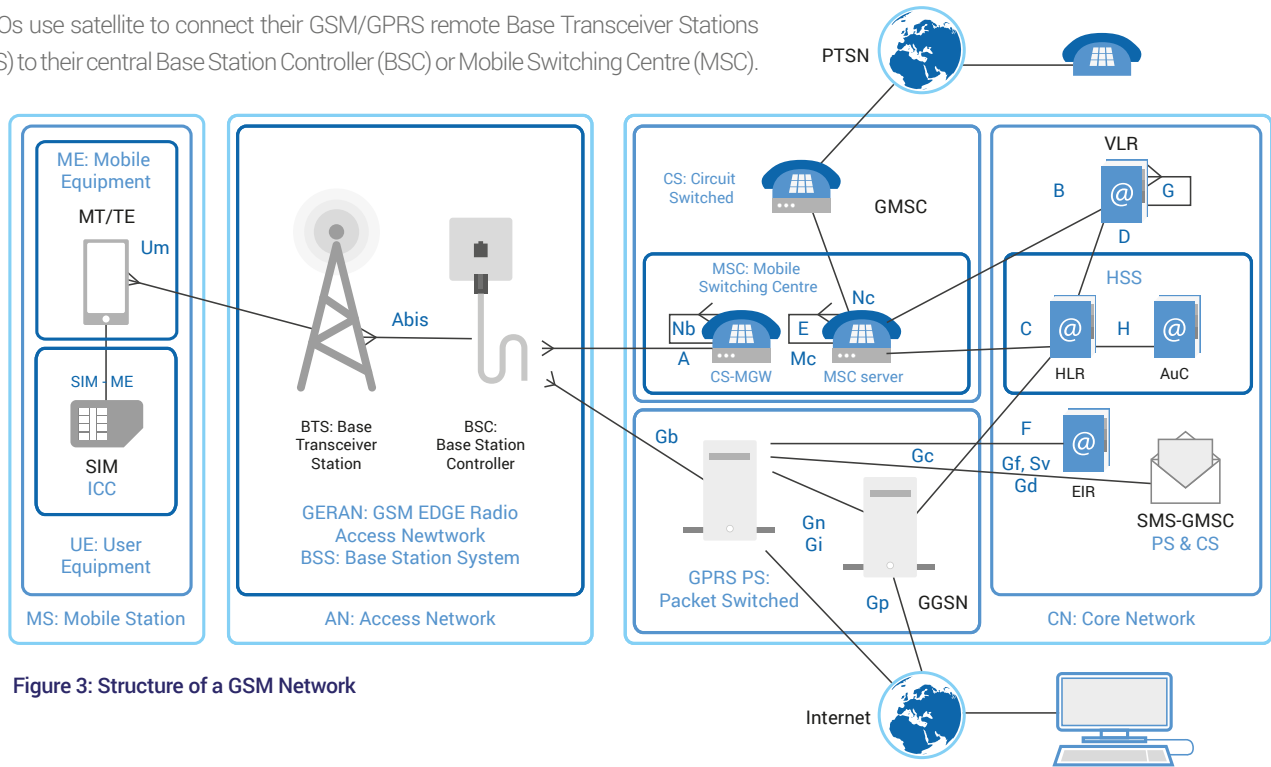 Os use satellite to connect their GSM/GPRS remote Base Transceiver Stations
S) to their central Base Station Controller (BSC) or Mobile Switching Centre (MSC).
PTSN
ME: Mobile
Equipment
MT/TE
Um
SIM - ME
SIM
ICC
UE: User
Equipment
MS: Mobile Station
Abis
BTS: Base
Transceiver
Station
BSC:
Base Station
Controller
GERAN: GSM EDGE Radio
Access Newtwork
BSS: Base Station System
AN: Access Network
CS: Circuit
Switched
GMSC
MSC: Mobile
Switching Centre
Nc
Nb
E
A
Mc
CS-MGW
MSC server
VLR
@
B
G
D
HSS
C
@
H
@
HLR
AuC
Gb
F
@
Gc
Gf, Sv
Gd
EIR
Gn
Gi
SMS-GMSC
PS & CS
GPRS PS:
Packet Switched
Gp
GGSN
CN: Core Network
Figure 3: Structure of a GSM Network
Internet